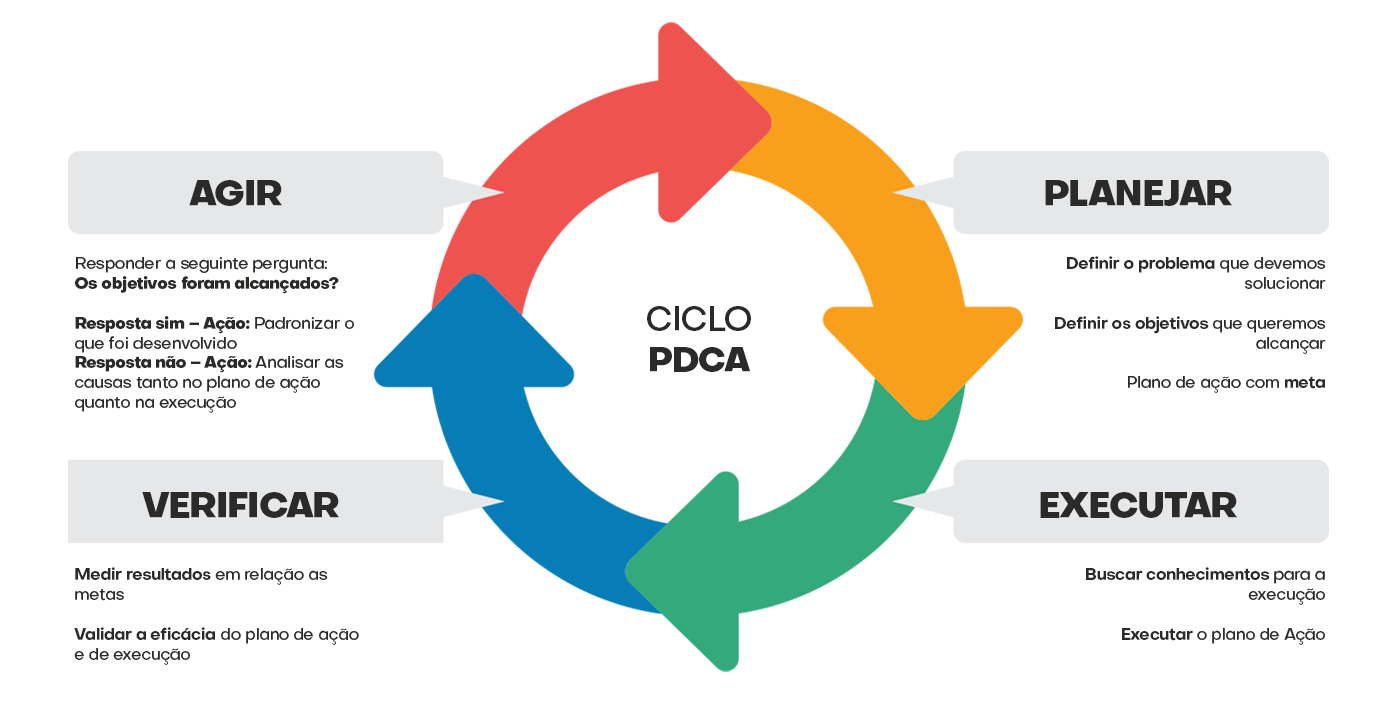 AGIR
Responder a seguinte pergunta:
Os objetivos foram alcançados?
Resposta sim – Ação: Padronizar o
que foi desenvolvido
Resposta não – Ação: Analisar as
causas tanto no plano de ação
quanto na execução
PLANEJAR
Definir o problema que devemos
solucionar
Definir os objetivos que queremos
alcançar
Plano de ação com meta
CICLO
PDCA
VERIFICAR
Medir resultados em relação as
metas
Validar a eficácia do plano de ação
e de execução
EXECUTAR
Buscar conhecimentos para a
execução
Executar o plano de Ação